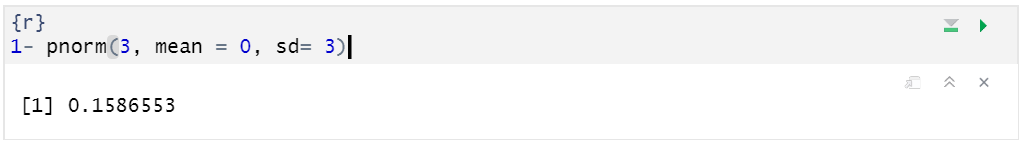 {r}
1- pnorm(3, mean = 0, sd= 3)
[1] 0.1586553